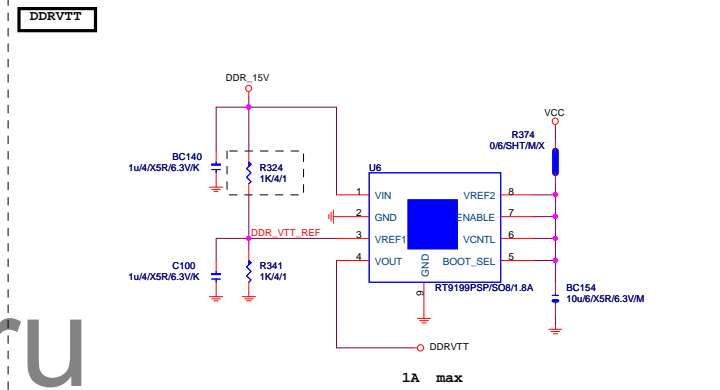 DDRVTT
DDR_15V
VCC
R374
0/6/SHT/M/X
BC140
1u/4/X5R/6.3V/K
R324
1K/4/1
U6
1 VIN VREF2 8
2 GND ENABLE 7
DDR_VTT_REF 3 VREF1 VCNTL 6
4 VOUT BOOT_SEL 5
GND
9
C100
1u/4/X5R/6.3V/K
R341
1K/4/1
RT9199PSP/SO8/1.8A
BC154
10u/6/X5R/6.3V/M
DDRVTT
1A max
ru